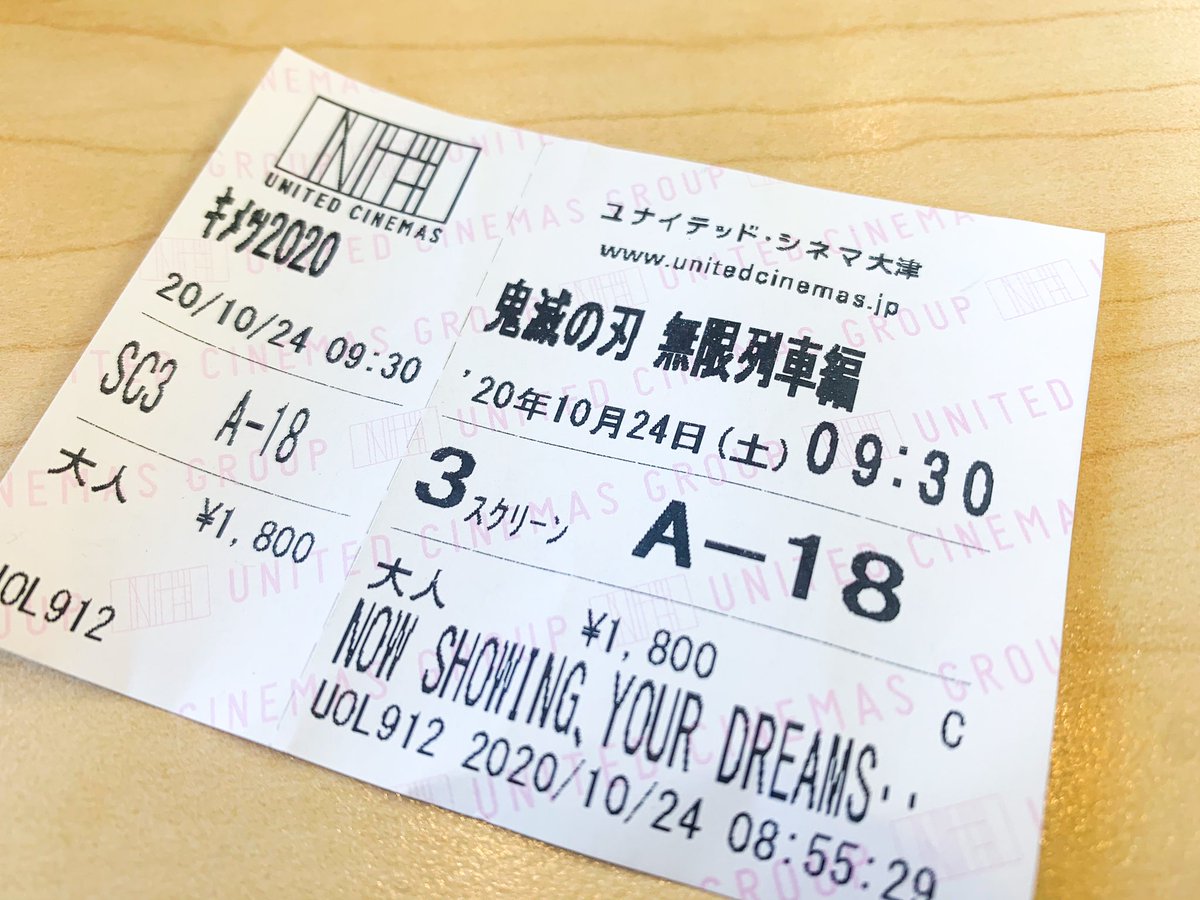 UNITED CINEMAS
キメツ2020
20/10/24 09:30
SC3 A-18
大人
¥1,800
UOL912
ユナイテッド・シネマ大津
www.unitedcinemas.jp
鬼滅の刃 無限列車編
'20年10月24日(土) 09:30
3スクリーン A-18
大人
¥1,800
C
NOW SHOWING、YOUR DREAMS‥
UOL912 2020/10/24 08:55:29
UNITED CINEMAS GROUP